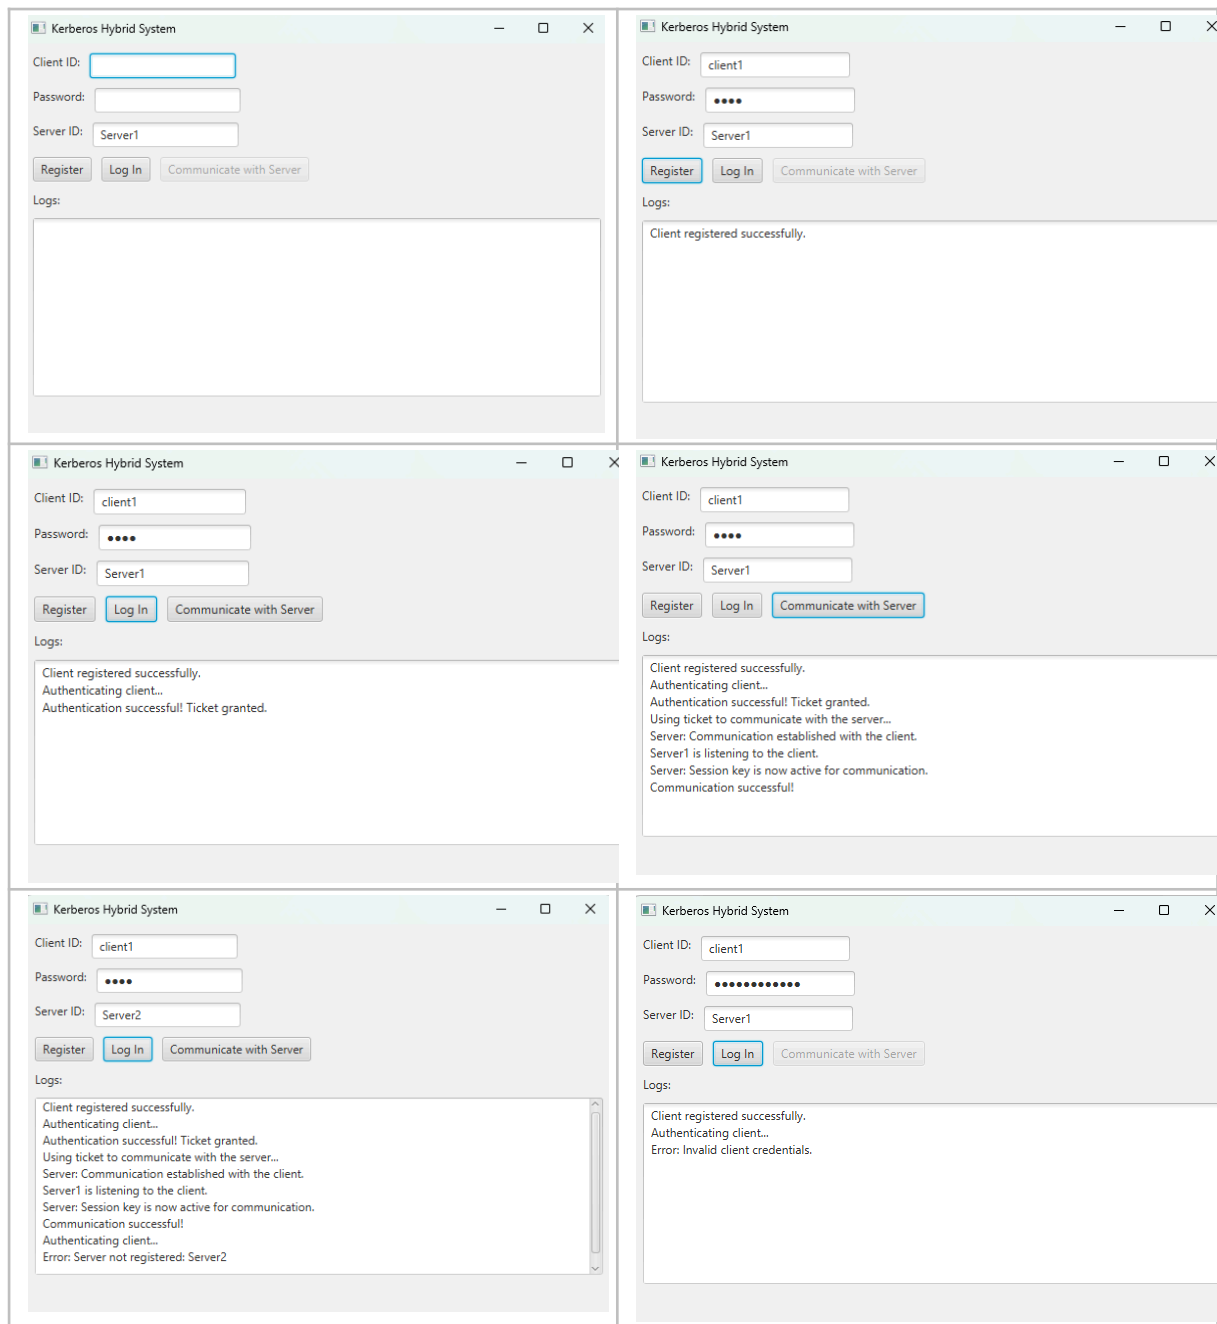 Kerberos Hybrid System
Client ID:
Password:
Server ID: Server1
Register Log In Communicate with Server
Logs:
Kerberos Hybrid System
Client ID: client1
Password: ••••
Server ID: Server1
Register Log In Communicate with Server
Logs:
Client registered successfully.
Kerberos Hybrid System
Client ID: client1
Password: ••••
Server ID: Server1
Register Log In Communicate with Server
Logs:
Client registered successfully.
Authenticating client...
Authentication successful! Ticket granted.
Kerberos Hybrid System
Client ID: client1
Password: ••••
Server ID: Server1
Register Log In Communicate with Server
Logs:
Client registered successfully.
Authenticating client...
Authentication successful! Ticket granted.
Using ticket to communicate with the server...
Server: Communication established with the client.
Server1 is listening to the client.
Server: Session key is now active for communication.
Communication successful!
Kerberos Hybrid System
Client ID: client1
Password: ••••
Server ID: Server2
Register Log In Communicate with Server
Logs:
Client registered successfully.
Authenticating client...
Authentication successful! Ticket granted.
Using ticket to communicate with the server...
Server: Communication established with the client.
Server1 is listening to the client.
Server: Session key is now active for communication.
Communication successful!
Authenticating client...
Error: Server not registered: Server2
Kerberos Hybrid System
Client ID: client1
Password: ••••••••••••
Server ID: Server1
Register Log In Communicate with Server
Logs:
Client registered successfully.
Authenticating client...
Error: Invalid client credentials.